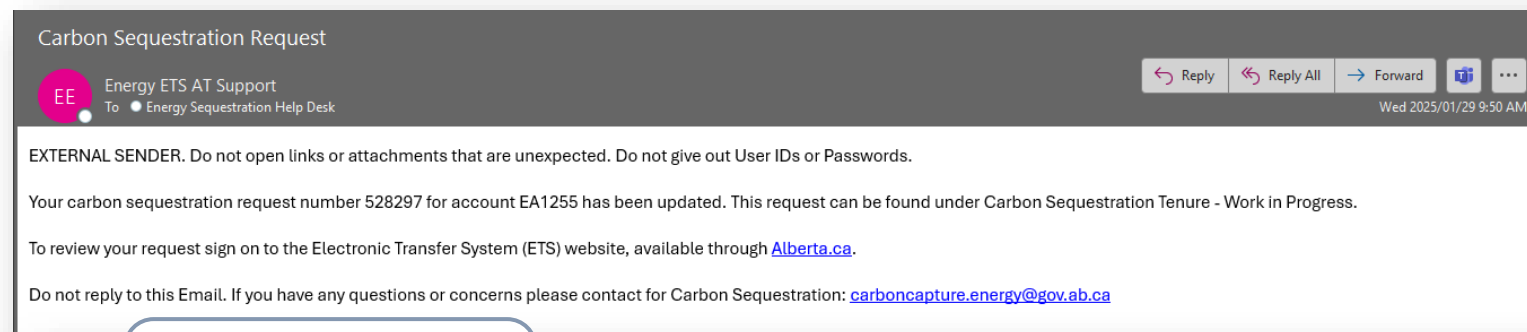 Carbon Sequestration Request
EE
Energy ETS AT Support
To Energy Sequestration Help Desk
Reply
Reply All
Forward
Wed 2025/01/29 9:50 AM
EXTERNAL SENDER. Do not open links or attachments that are unexpected. Do not give out User IDs or Passwords.
Your carbon sequestration request number 528297 for account EA1255 has been updated. This request can be found under Carbon Sequestration Tenure - Work in Progress.
To review your request sign on to the Electronic Transfer System (ETS) website, available through Alberta.ca.
Do not reply to this Email. If you have any questions or concerns please contact for Carbon Sequestration: carboncapture.energy@gov.ab.ca